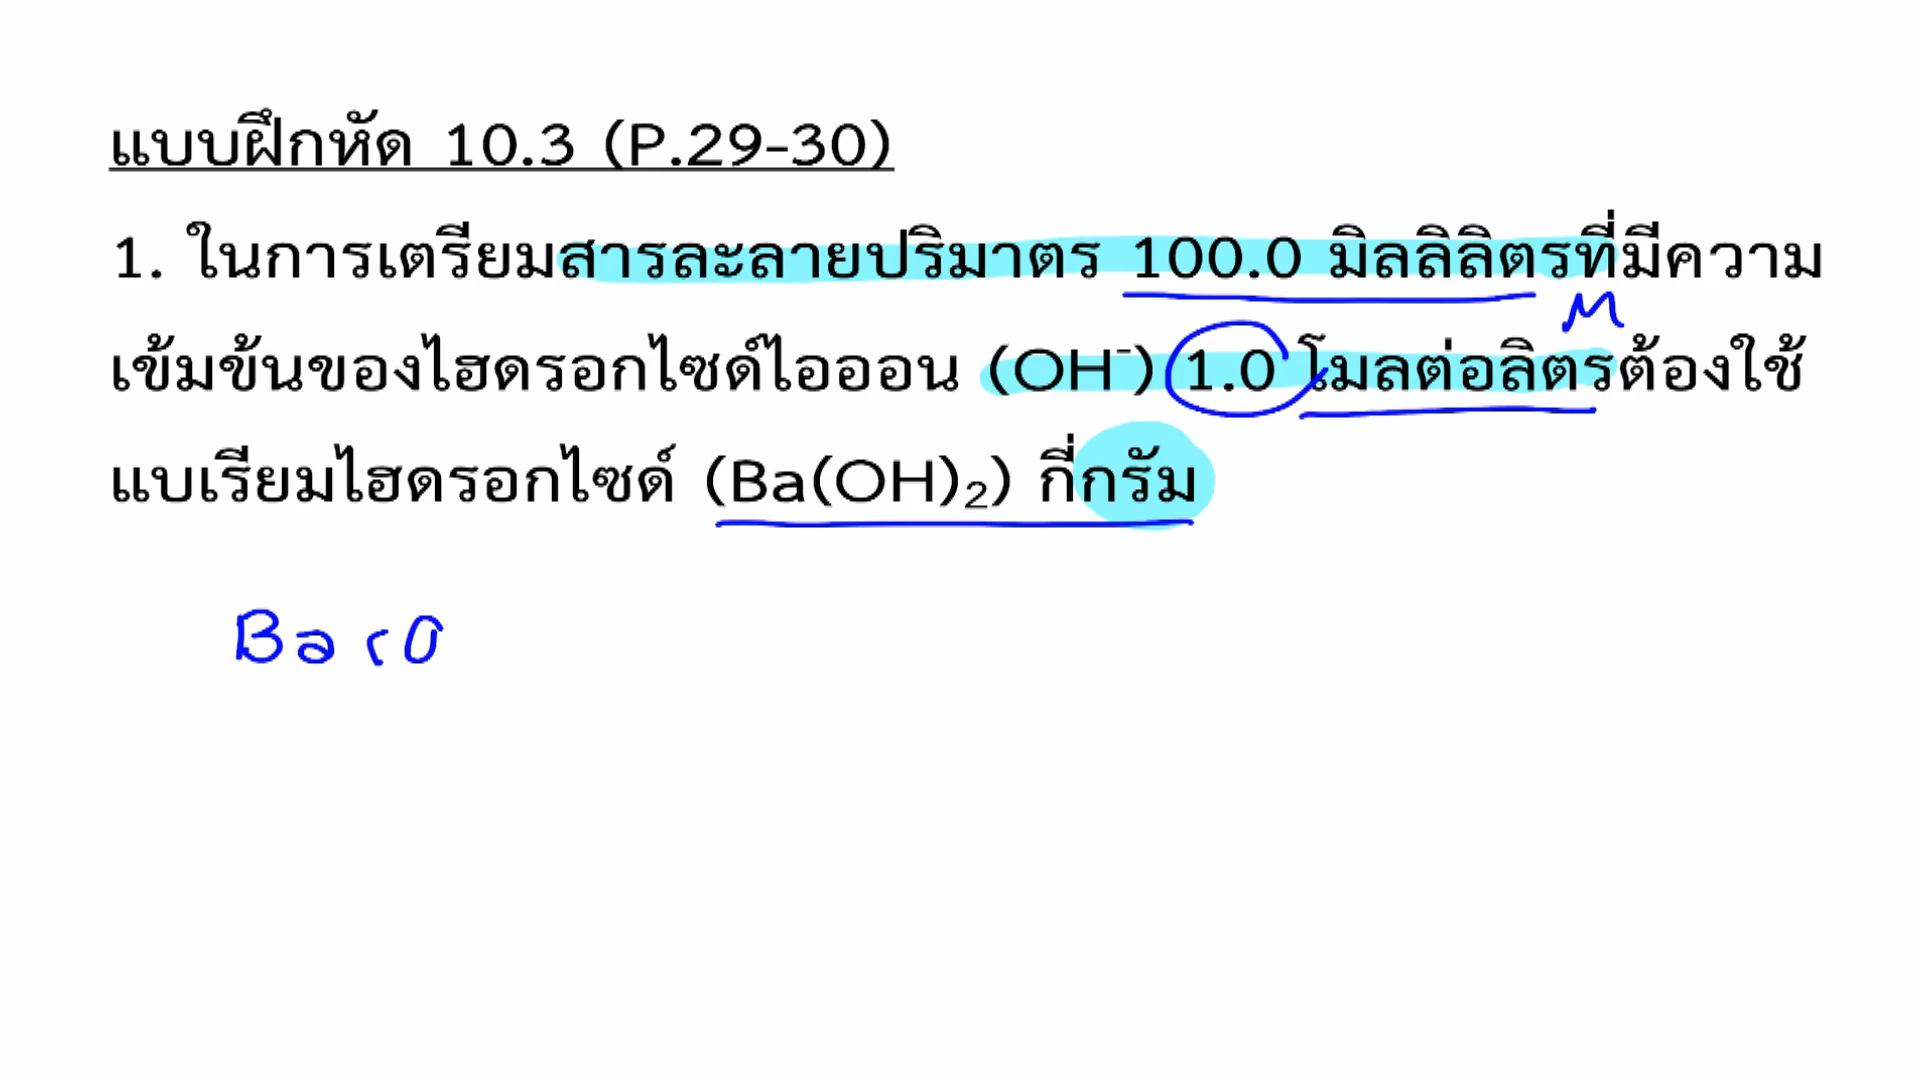 แบบฝึกหัด 10.3 (P.29-30)
1. ในการเตรียมสารละลายปริมาตร 100.0 มิลลิลิตรที่มีความ
M
เข้มข้นของไฮดรอกไซด์ไอออน (OH⁻) 1.0 โมลต่อลิตรต้องใช้
แบเรียมไฮดรอกไซด์ (Ba(OH)₂) กี่กรัม
Ba(O